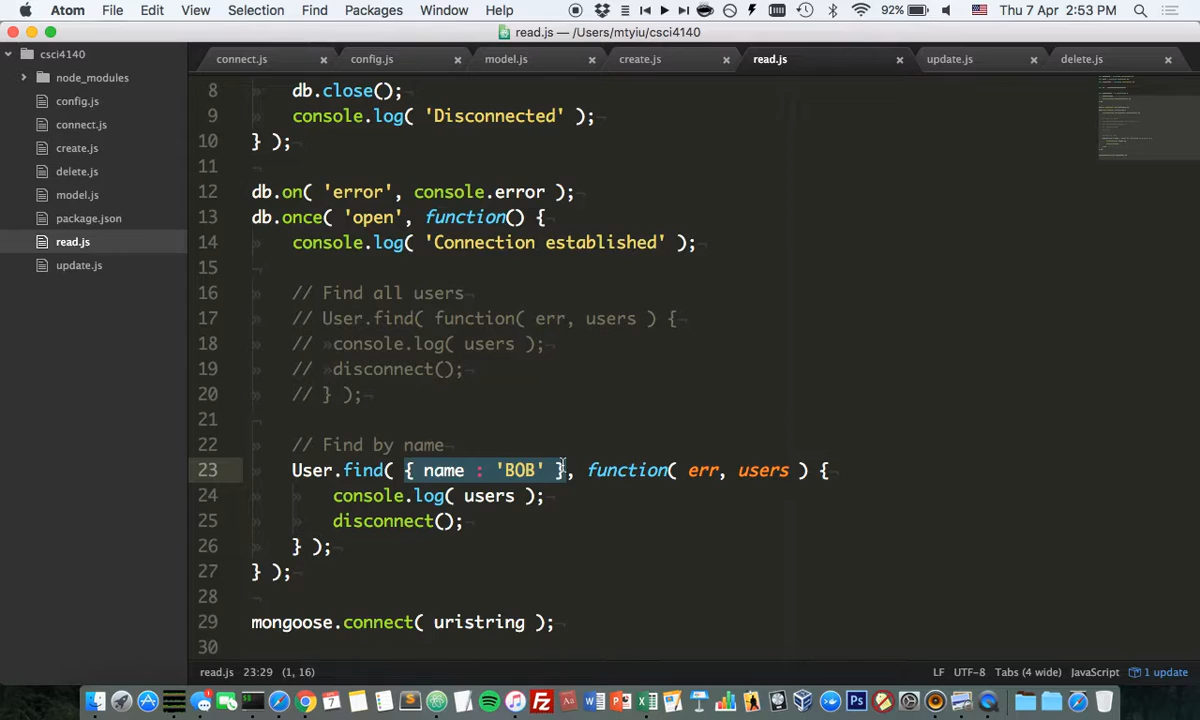 Atom File Edit View Selection Find Packages Window Help 92% Thu 7 Apr 2:53 PM
read.js — /Users/mtyiu/csci4140
csci4140
node_modules
config.js
connect.js
create.js
delete.js
model.js
package.json
read.js
update.js
connect.js config.js model.js create.js read.js update.js delete.js
8 db.close();
9 console.log( 'Disconnected' );
10 } );
11
12 db.on( 'error', console.error );
13 db.once( 'open', function() {
14 console.log( 'Connection established' );
15
16 // Find all users
17 // User.find( function( err, users ) {
18 // »console.log( users );
19 // »disconnect();
20 // } );
21
22 // Find by name
23 User.find( { name : 'BOB' }, function( err, users ) {
24 console.log( users );
25 disconnect();
26 } );
27 } );
28
29 mongoose.connect( uristring );
30
read.js 23:29 (1, 16) LF UTF-8 Tabs (4 wide) JavaScript 1 update